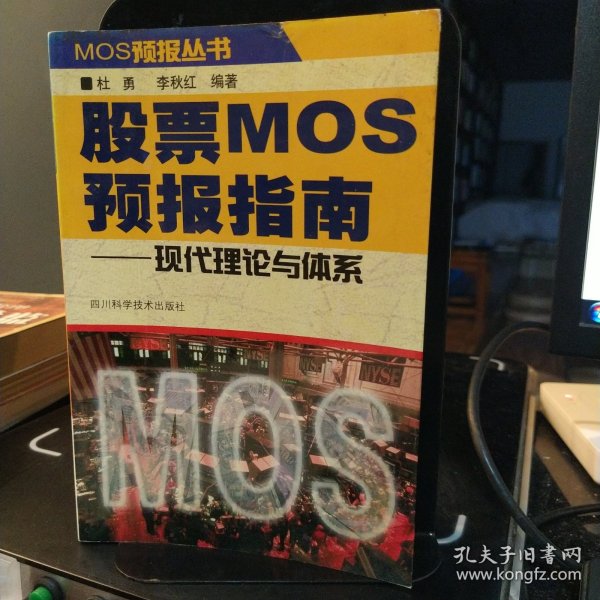 MOS预报丛书
■杜 勇 李秋红 编著
股票MOS
预报指南
——现代理论与体系
四川科学技术出版社
NYSE
MOS
孔夫子旧书网
www.kongfz.com